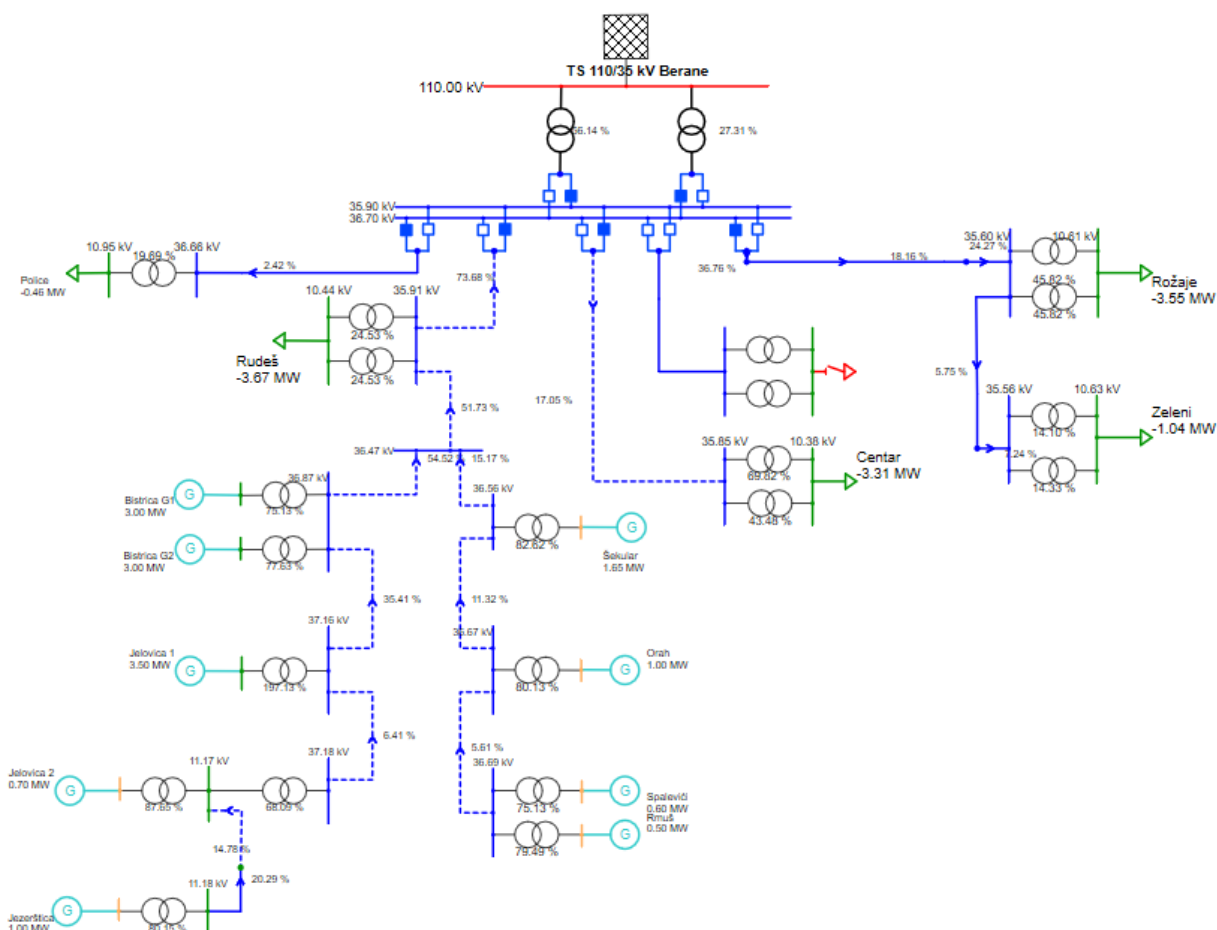 TS 110/35 kV Berane
110.00 kV
56.14 %
27.31 %
35.90 kV
36.70 kV
10.95 kV
36.66 kV
19.69 %
2.42 %
Police
-0.46 MW
73.68 %
36.76 %
18.16 %
35.60 kV
10.61 kV
24.27 %
45.82 %
45.82 %
Rožaje
-3.55 MW
10.44 kV
35.91 kV
24.53 %
24.53 %
Rudeš
-3.67 MW
51.73 %
17.05 %
5.75 %
35.56 kV
10.63 kV
14.10 %
7.24 %
14.33 %
Zeleni
-1.04 MW
36.47 kV
54.52 %
15.17 %
35.85 kV
10.38 kV
69.82 %
43.48 %
Centar
-3.31 MW
36.87 kV
Bistrica G1
3.00 MW
G
75.13 %
36.56 kV
82.62 %
G
Šekular
1.65 MW
Bistrica G2
3.00 MW
G
77.63 %
35.41 %
11.32 %
37.16 kV
36.67 kV
Jelovica 1
3.50 MW
G
197.13 %
80.13 %
G
Orah
1.00 MW
6.41 %
5.61 %
37.18 kV
36.69 kV
11.17 kV
Jelovica 2
0.70 MW
G
87.65 %
68.09 %
75.13 %
G
Spalevići
0.60 MW
Rmuš
0.50 MW
G
79.49 %
14.78 %
20.29 %
11.18 kV
Jezerštica
1.00 MW
G
80.15 %